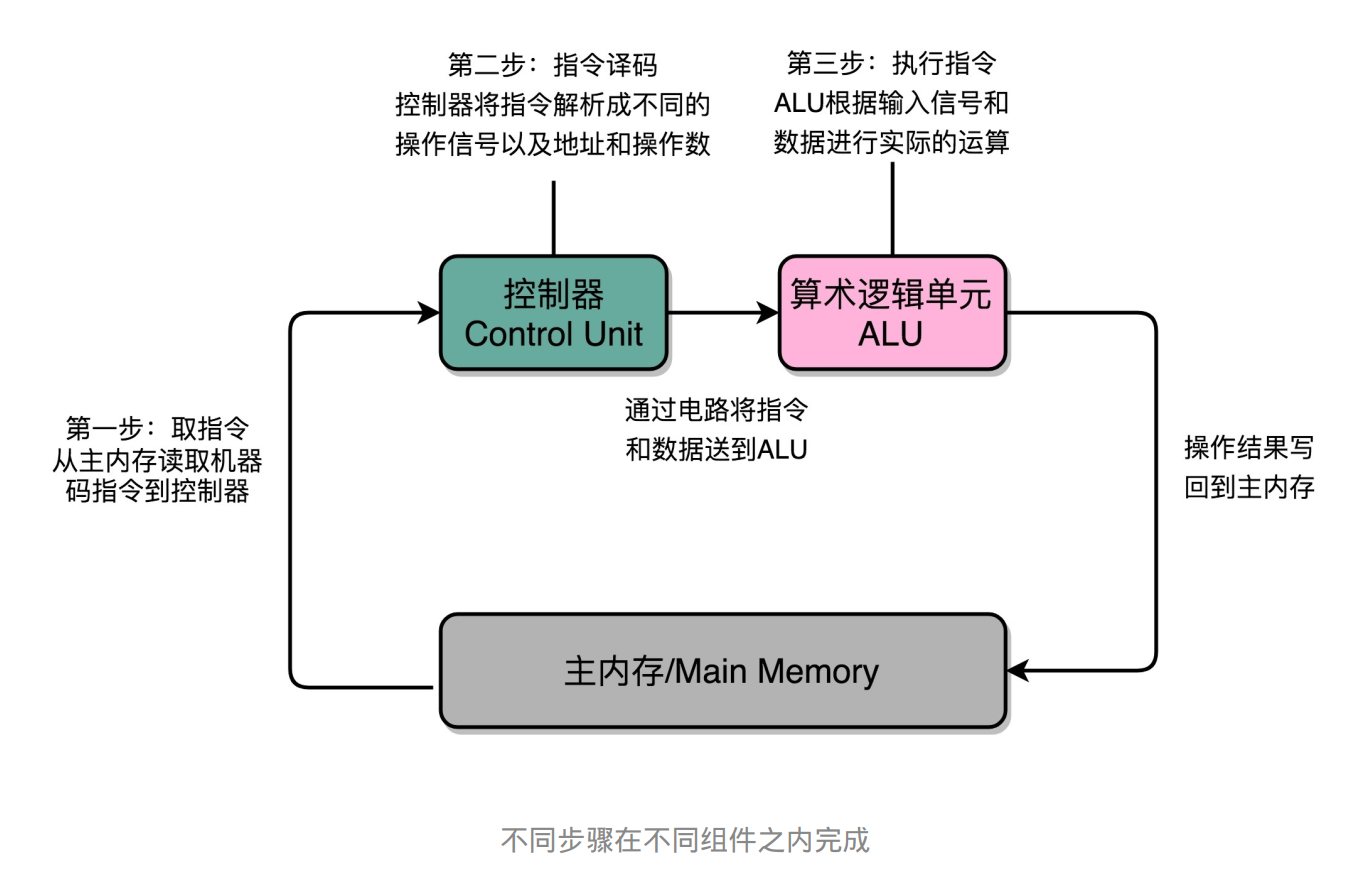 第二步：指令译码
控制器将指令解析成不同的
操作信号以及地址和操作数
第三步：执行指令
ALU根据输入信号和
数据进行实际的运算
控制器
Control Unit
算术逻辑单元
ALU
通过电路将指令
和数据送到ALU
第一步：取指令
从主内存读取机器
码指令到控制器
操作结果写
回到主内存
主内存/Main Memory
不同步骤在不同组件之内完成